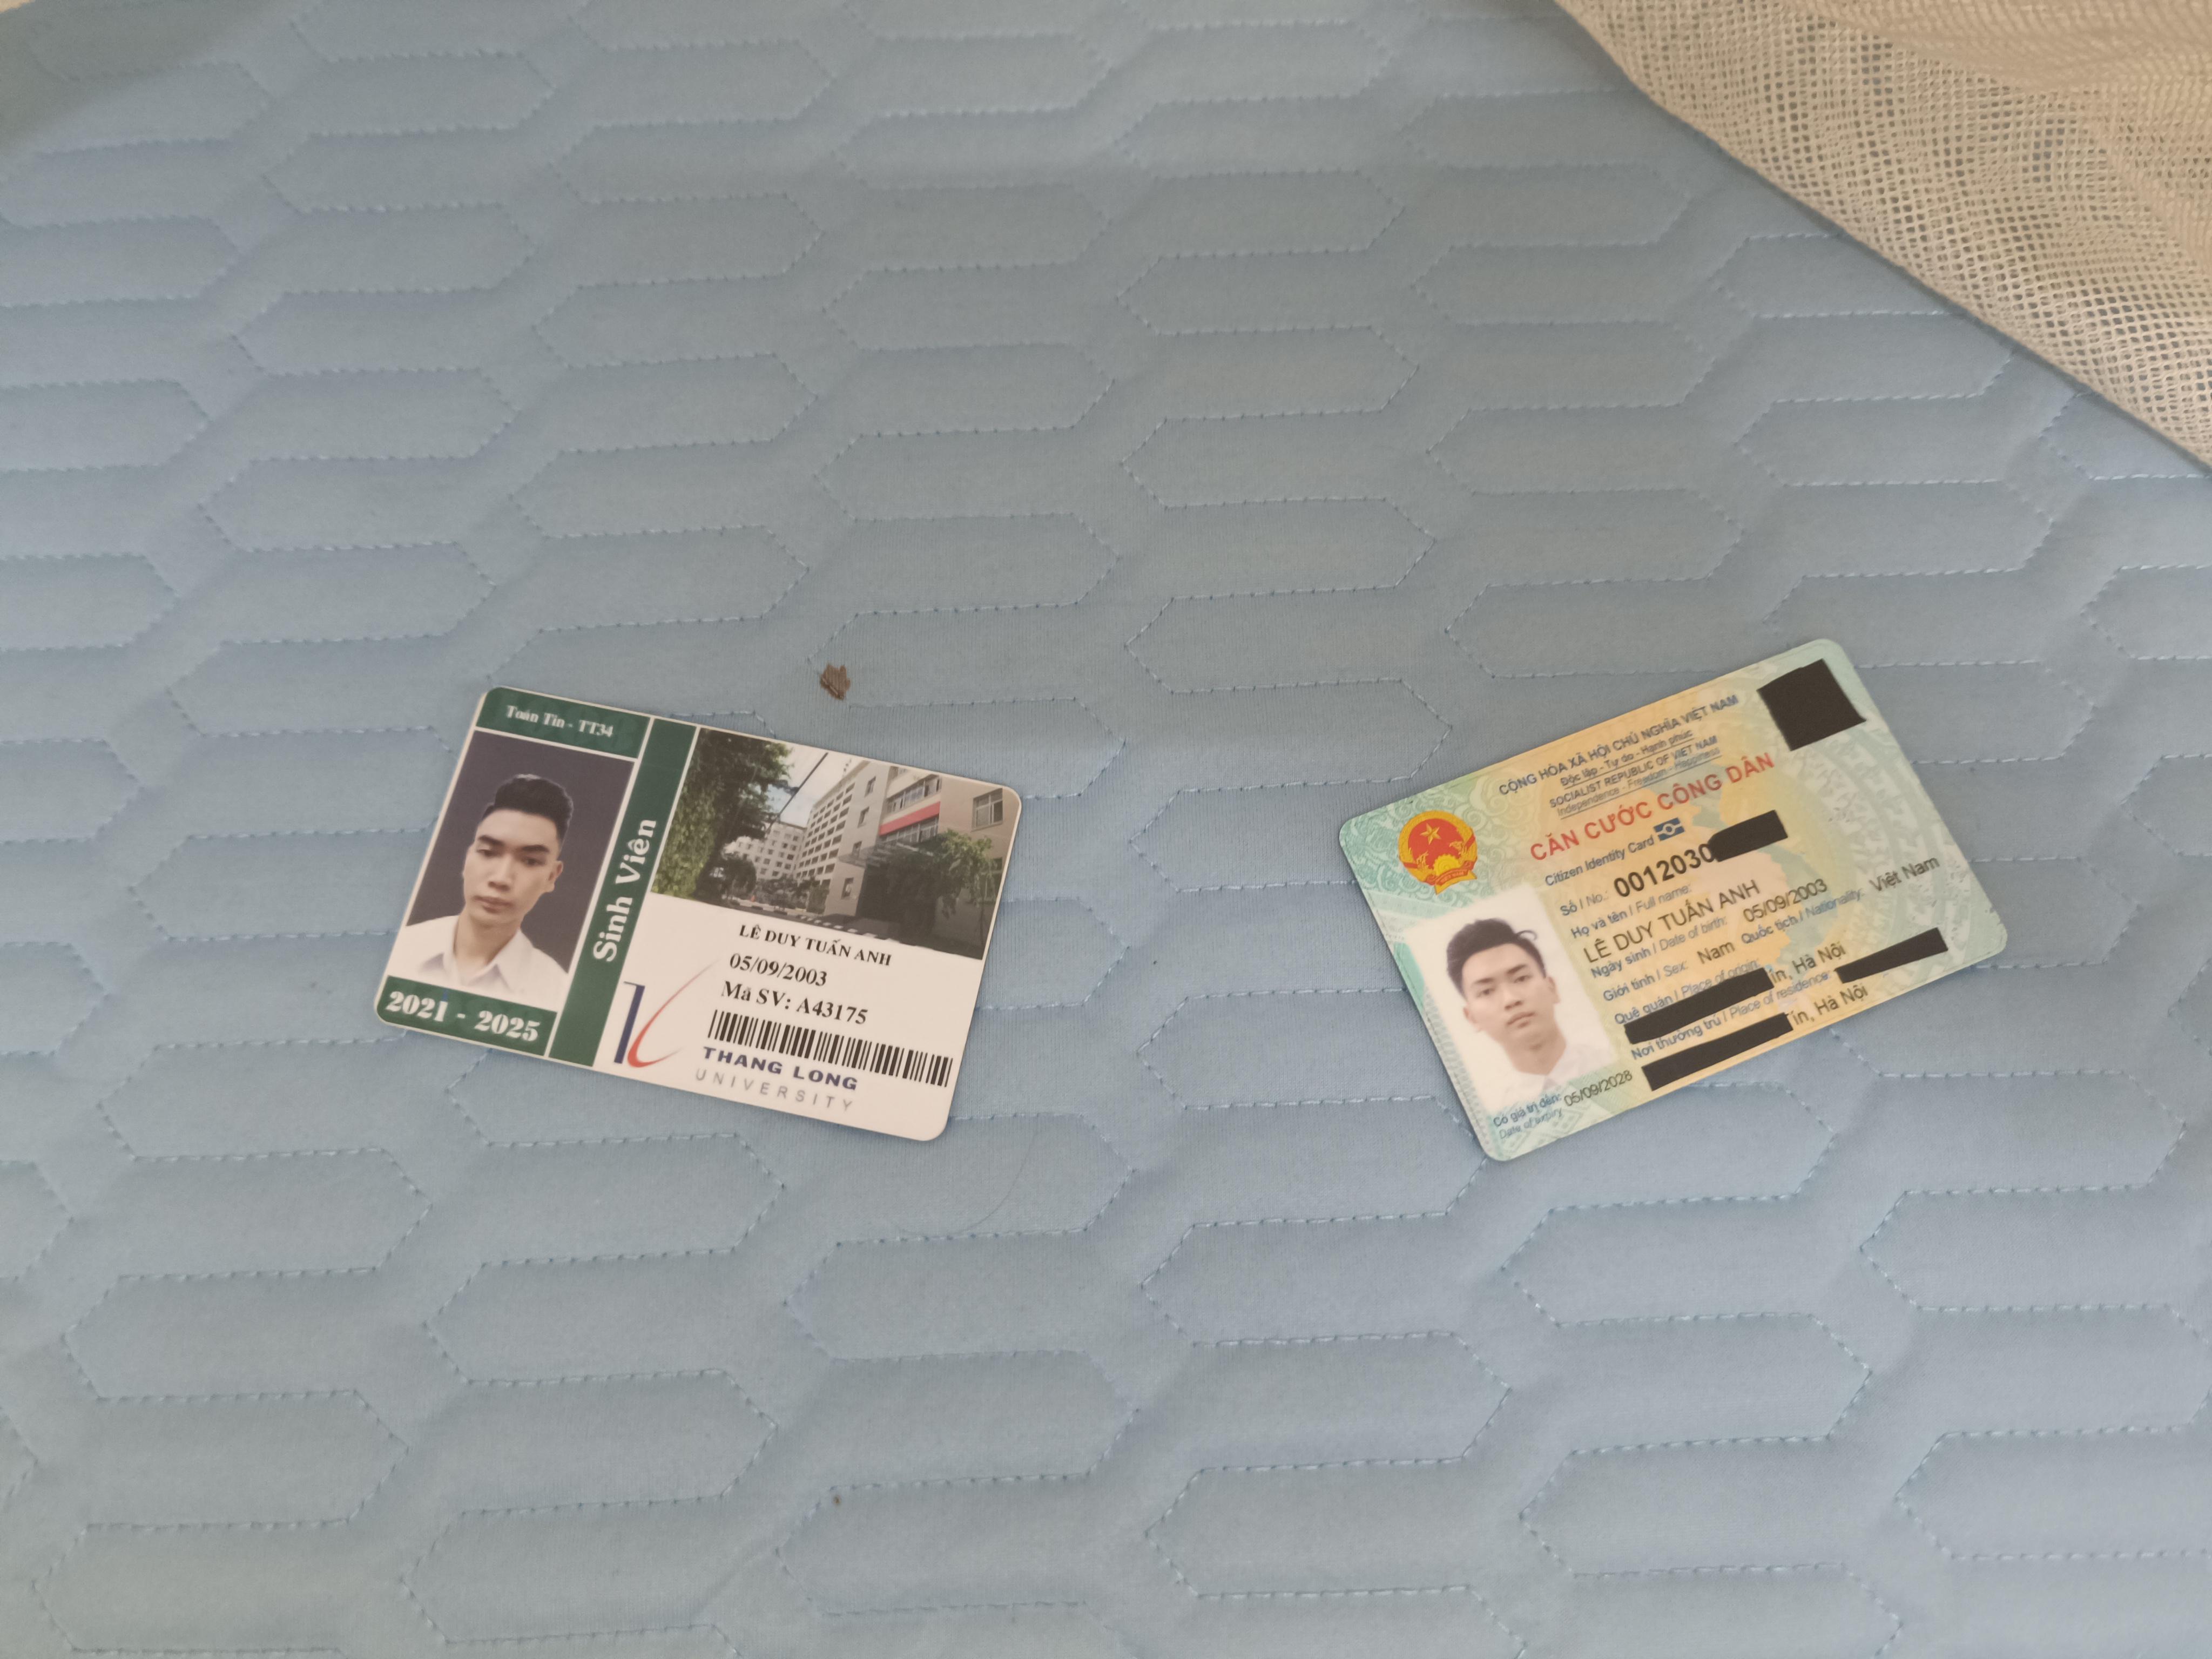 Toán Tin - TT34
Sinh Viên
2021 - 2025
LÊ DUY TUẤN ANH
05/09/2003
Mã SV: A43175
THANG LONG
UNIVERSITY
CỘNG HÒA XÃ HỘI CHỦ NGHĨA VIỆT NAM
Độc lập - Tự do - Hạnh phúc
SOCIALIST REPUBLIC OF VIET NAM
Independence - Freedom - Happiness
CĂN CƯỚC CÔNG DÂN
Citizen Identity Card
Số / No.: 0012030
Họ và tên / Full name:
LÊ DUY TUẤN ANH
Ngày sinh / Date of birth: 05/09/2003
Giới tính / Sex: Nam Quốc tịch / Nationality: Việt Nam
Quê quán / Place of origin:
ín, Hà Nội
Nơi thường trú / Place of residence:
Tín, Hà Nội
Có giá trị đến: 05/09/2028
Date of expiry